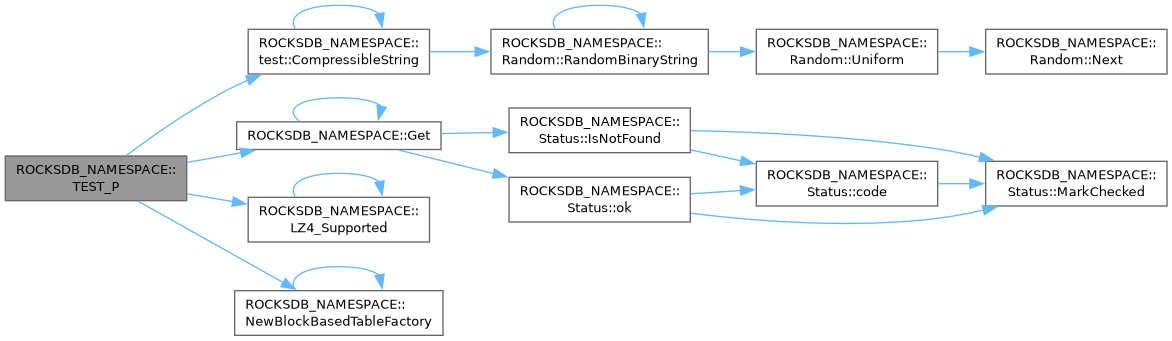 ROCKSDB_NAMESPACE::
TEST_P
ROCKSDB_NAMESPACE::
test::CompressibleString
ROCKSDB_NAMESPACE::
Random::RandomBinaryString
ROCKSDB_NAMESPACE::
Random::Uniform
ROCKSDB_NAMESPACE::
Random::Next
ROCKSDB_NAMESPACE::Get
ROCKSDB_NAMESPACE::
Status::IsNotFound
ROCKSDB_NAMESPACE::
Status::ok
ROCKSDB_NAMESPACE::
Status::code
ROCKSDB_NAMESPACE::
Status::MarkChecked
ROCKSDB_NAMESPACE::
LZ4_Supported
ROCKSDB_NAMESPACE::
NewBlockBasedTableFactory